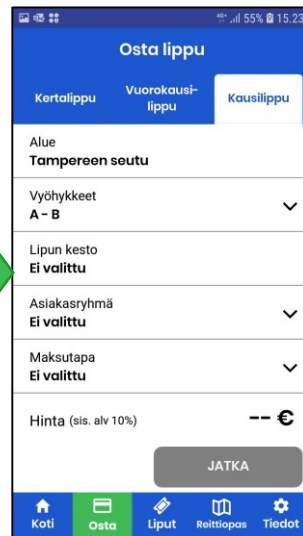 55% 15.23
Osta lippu
Kertalippu
Vuorokausi-
lippu
Kausilippu
Alue
Tampereen seutu
Vyöhykkeet
A - B
Lipun kesto
Ei valittu
Asiakasryhmä
Ei valittu
Maksutapa
Ei valittu
Hinta (sis. alv 10%) -- €
JATKA
Koti Osta Liput Reittiopas Tiedot